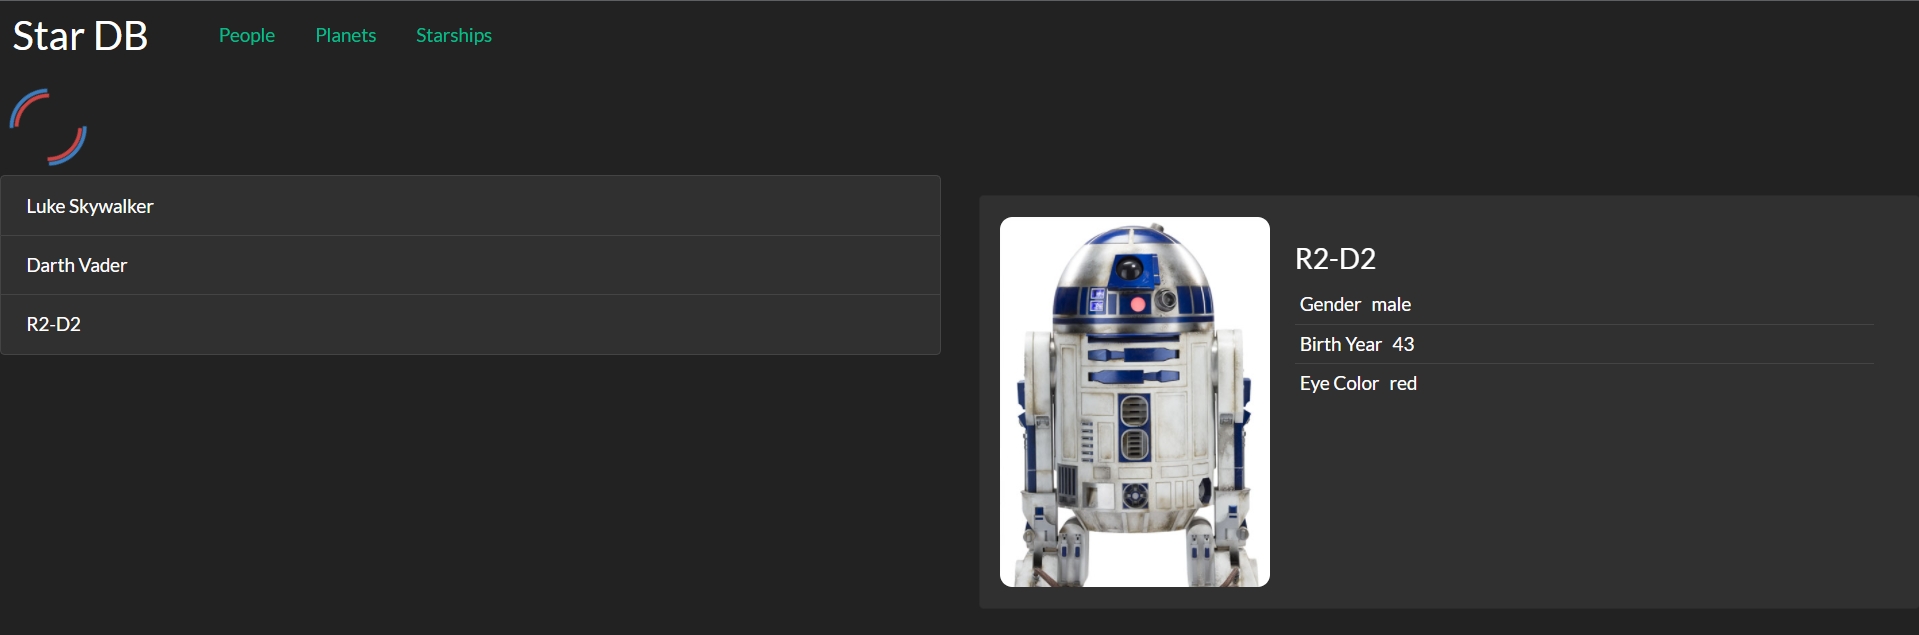 Star DB
People
Planets
Starships
Luke Skywalker
Darth Vader
R2-D2
R2-D2
Gender male
Birth Year 43
Eye Color red